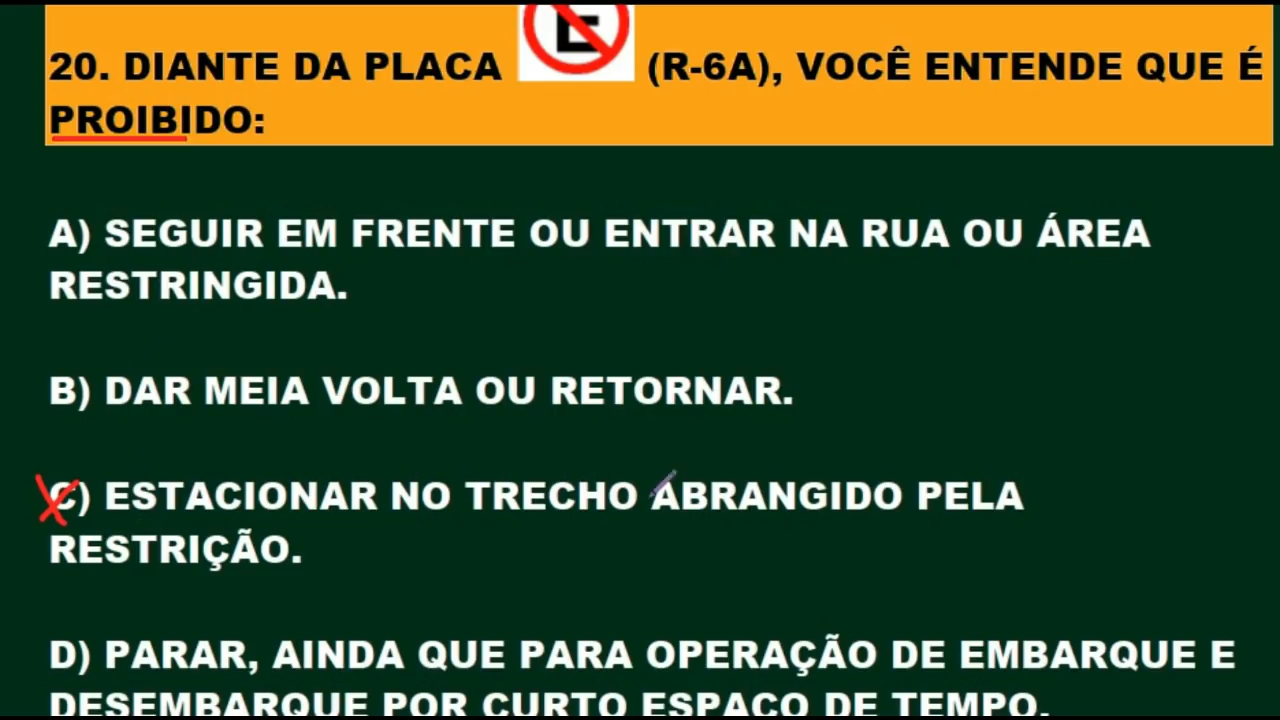 E
20. DIANTE DA PLACA (R-6A), VOCÊ ENTENDE QUE É
PROIBIDO:
A) SEGUIR EM FRENTE OU ENTRAR NA RUA OU ÁREA
RESTRINGIDA.
B) DAR MEIA VOLTA OU RETORNAR.
C) ESTACIONAR NO TRECHO ABRANGIDO PELA
RESTRIÇÃO.
D) PARAR, AINDA QUE PARA OPERAÇÃO DE EMBARQUE E
DESEMBARQUE POR CURTO ESPAÇO DE TEMPO.